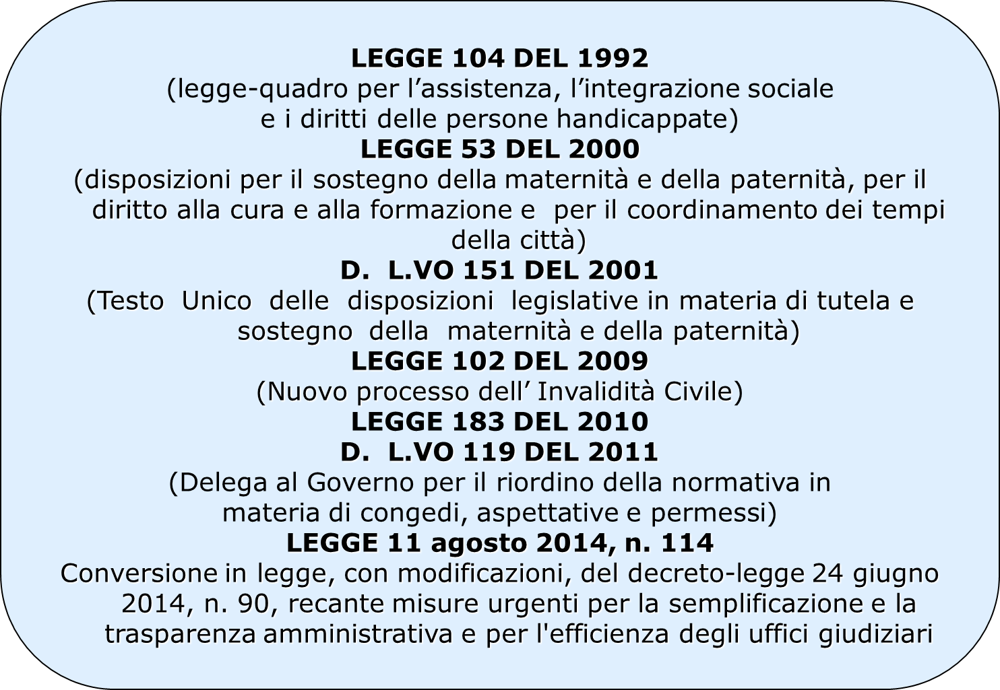 LEGGE 104 DEL 1992
(legge-quadro per l’assistenza, l’integrazione sociale
e i diritti delle persone handicappate)
LEGGE 53 DEL 2000
(disposizioni per il sostegno della maternità e della paternità, per il
diritto alla cura e alla formazione e  per il coordinamento dei tempi
della città)
D.  L.VO 151 DEL 2001
(Testo  Unico  delle  disposizioni  legislative in materia di tutela e
sostegno  della  maternità e della paternità)
LEGGE 102 DEL 2009
(Nuovo processo dell’ Invalidità Civile)
LEGGE 183 DEL 2010
D.  L.VO 119 DEL 2011
(Delega al Governo per il riordino della normativa in
materia di congedi, aspettative e permessi)
LEGGE 11 agosto 2014, n. 114
Conversione in legge, con modificazioni, del decreto-legge 24 giugno
2014, n. 90, recante misure urgenti per la semplificazione e la
trasparenza amministrativa e per l'efficienza degli uffici giudiziari